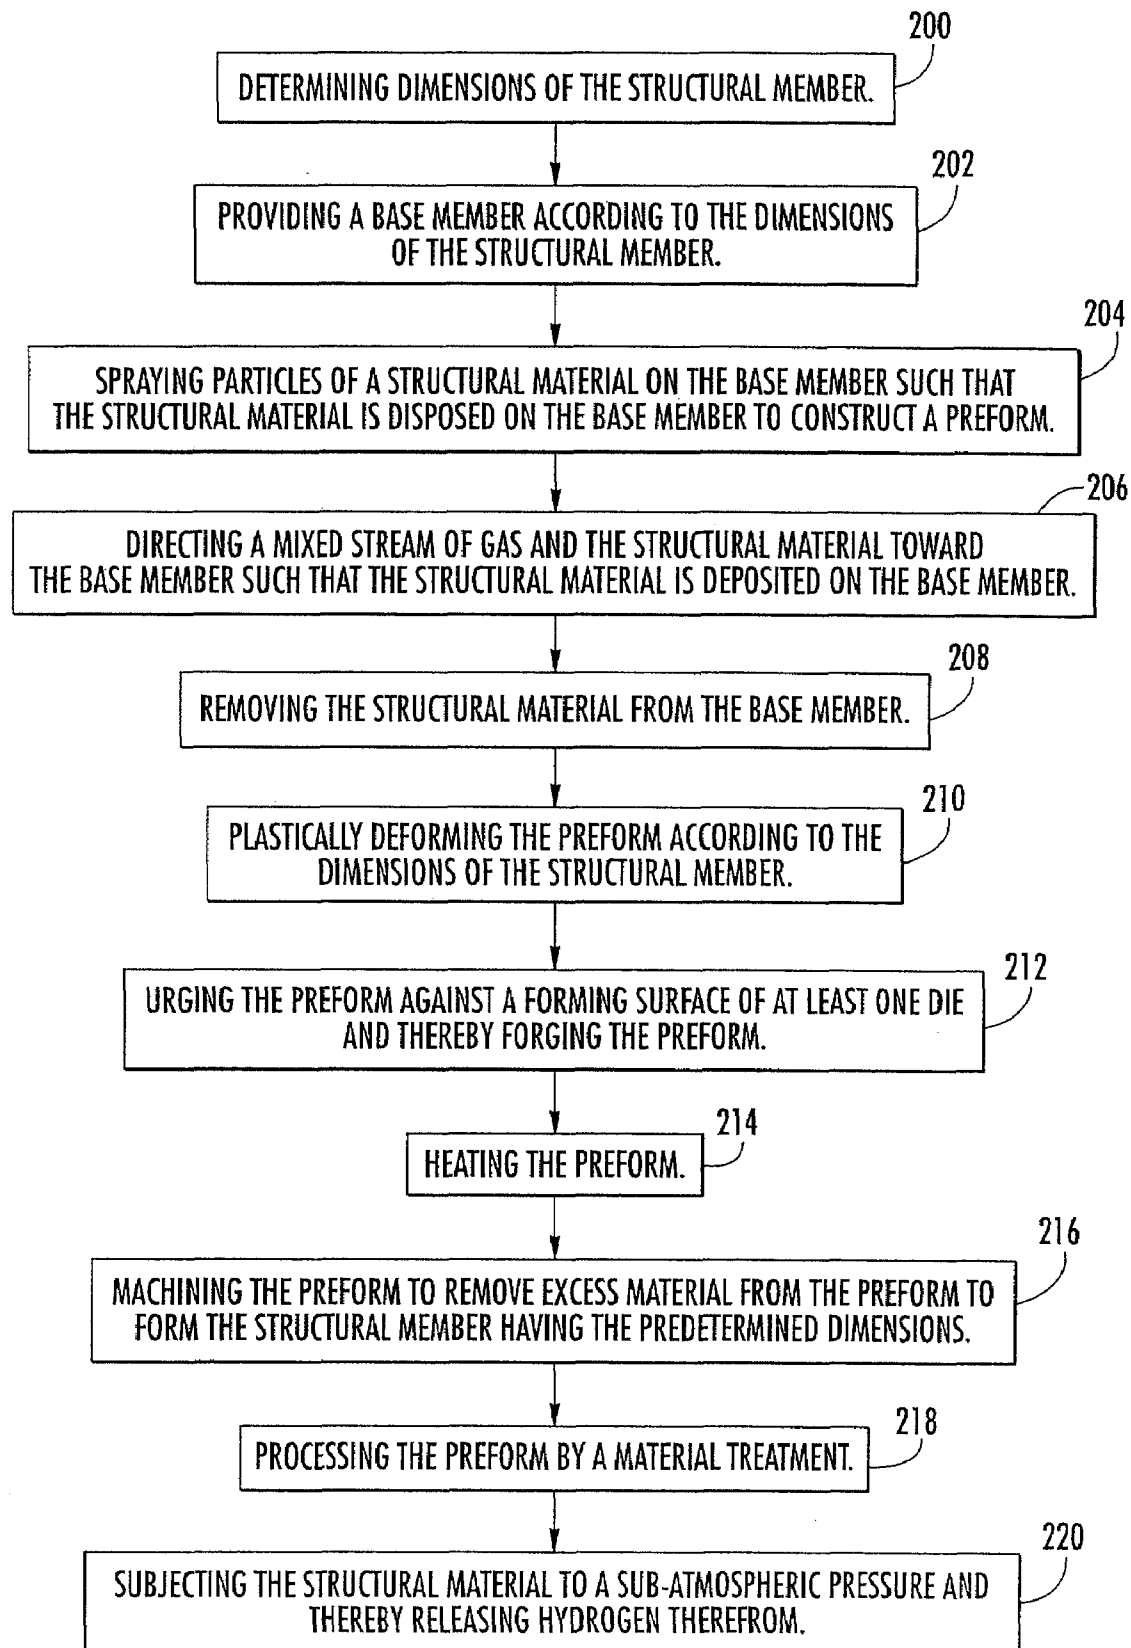 200
DETERMINING DIMENSIONS OF THE STRUCTURAL MEMBER.
202
PROVIDING A BASE MEMBER ACCORDING TO THE DIMENSIONS
OF THE STRUCTURAL MEMBER.
204
SPRAYING PARTICLES OF A STRUCTURAL MATERIAL ON THE BASE MEMBER SUCH THAT
THE STRUCTURAL MATERIAL IS DISPOSED ON THE BASE MEMBER TO CONSTRUCT A PREFORM.
206
DIRECTING A MIXED STREAM OF GAS AND THE STRUCTURAL MATERIAL TOWARD
THE BASE MEMBER SUCH THAT THE STRUCTURAL MATERIAL IS DEPOSITED ON THE BASE MEMBER.
208
REMOVING THE STRUCTURAL MATERIAL FROM THE BASE MEMBER.
210
PLASTICALLY DEFORMING THE PREFORM ACCORDING TO THE
DIMENSIONS OF THE STRUCTURAL MEMBER.
212
URGING THE PREFORM AGAINST A FORMING SURFACE OF AT LEAST ONE DIE
AND THEREBY FORGING THE PREFORM.
214
HEATING THE PREFORM.
216
MACHINING THE PREFORM TO REMOVE EXCESS MATERIAL FROM THE PREFORM TO
FORM THE STRUCTURAL MEMBER HAVING THE PREDETERMINED DIMENSIONS.
218
PROCESSING THE PREFORM BY A MATERIAL TREATMENT.
220
SUBJECTING THE STRUCTURAL MATERIAL TO A SUB-ATMOSPHERIC PRESSURE AND
THEREBY RELEASING HYDROGEN THEREFROM.